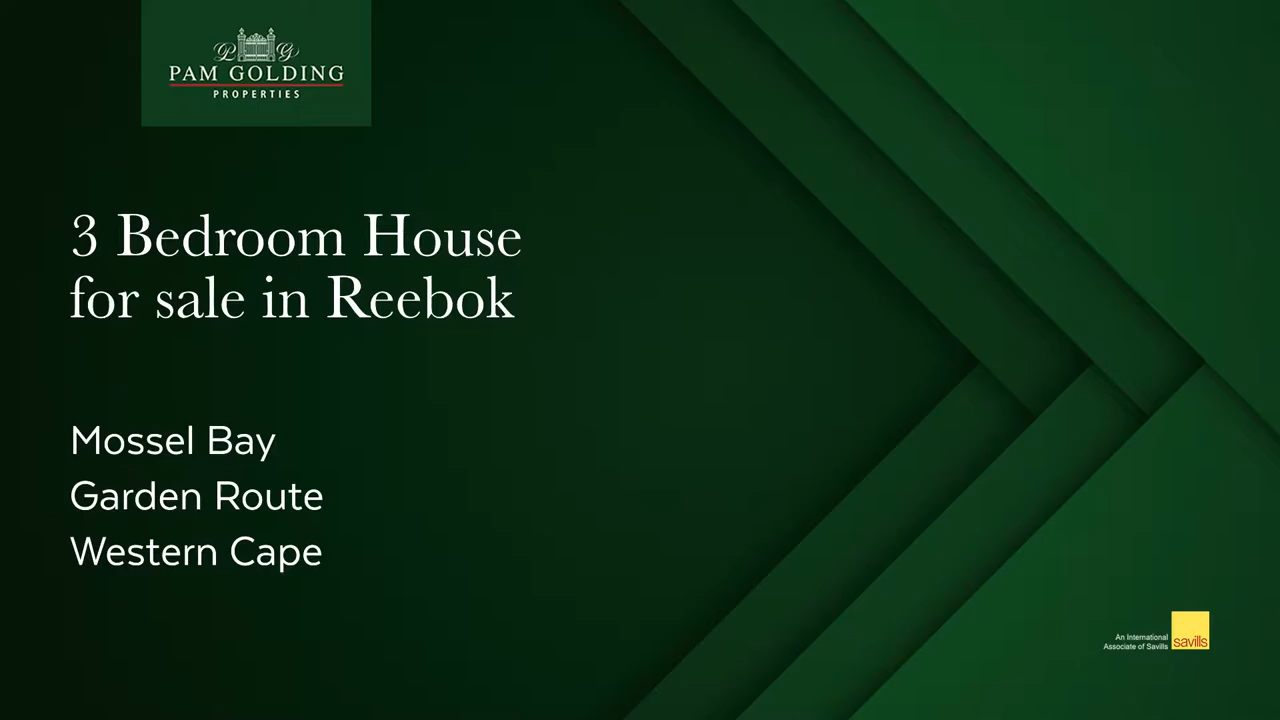 P G
PAM GOLDING
PROPERTIES
3 Bedroom House
for sale in Reebok
Mossel Bay
Garden Route
Western Cape
An International
Associate of Savills
savills